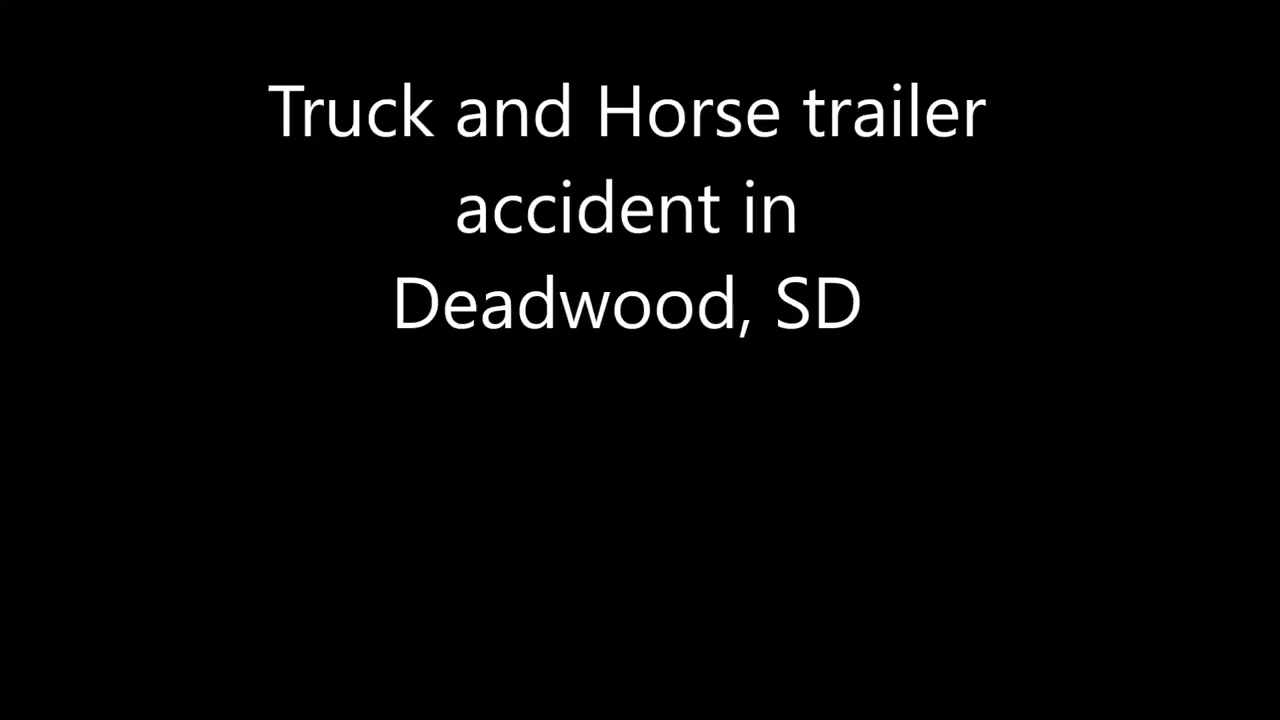 Truck and Horse trailer
accident in
Deadwood, SD